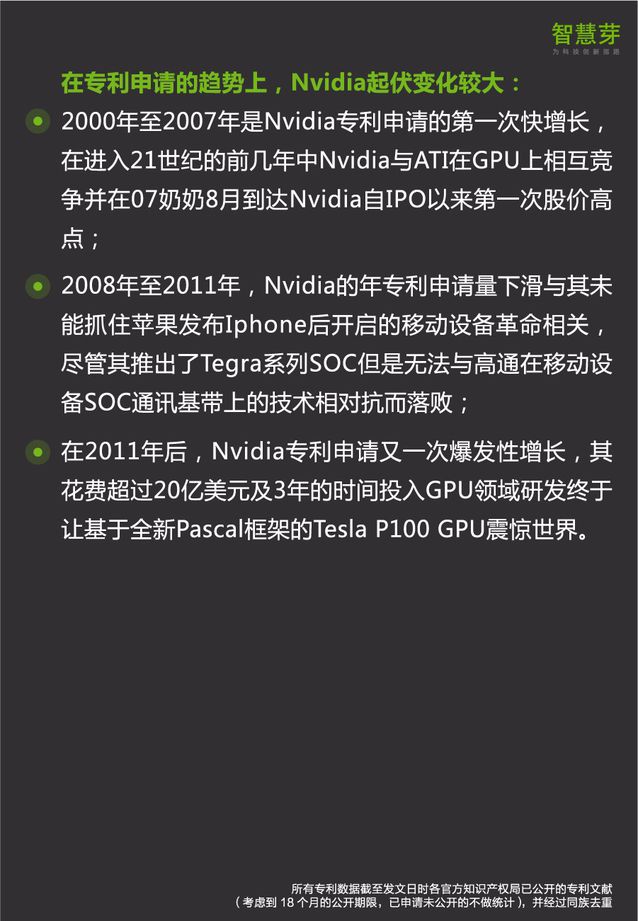 智慧芽
为科技创新搭路
在专利申请的趋势上，Nvidia起伏变化较大：
2000年至2007年是Nvidia专利申请的第一次快增长，
在进入21世纪的前几年中Nvidia与ATI在GPU上相互竞
争并在07奶奶8月到达Nvidia自IPO以来第一次股价高
点；
2008年至2011年，Nvidia的年专利申请量下滑与其未
能抓住苹果发布Iphone后开启的移动设备革命相关，
尽管其推出了Tegra系列SOC但是无法与高通在移动设
备SOC通讯基带上的技术相对抗而落败；
在2011年后，Nvidia专利申请又一次爆发性增长，其
花费超过20亿美元及3年的时间投入GPU领域研发终于
让基于全新Pascal框架的Tesla P100 GPU震惊世界。
所有专利数据截至发文日时各官方知识产权局已公开的专利文献
（考虑到 18 个月的公开期限，已申请未公开的不做统计），并经过同族去重